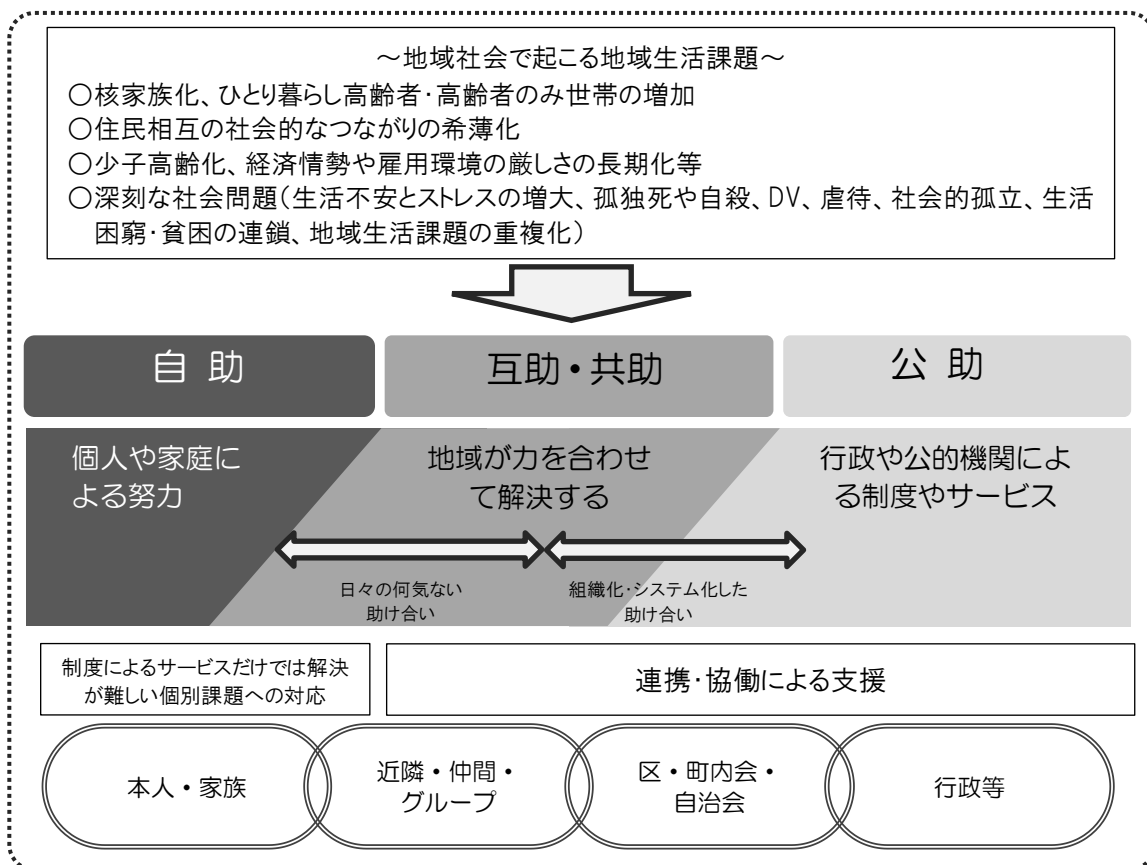 ～地域社会で起こる地域生活課題～
○核家族化、ひとり暮らし高齢者・高齢者のみ世帯の増加
○住民相互の社会的なつながりの希薄化
○少子高齢化、経済情勢や雇用環境の厳しさの長期化等
○深刻な社会問題（生活不安とストレスの増大、孤独死や自殺、DV、虐待、社会的孤立、生活
困窮・貧困の連鎖、地域生活課題の重複化）
自 助
互助・共助
公 助
個人や家庭に
よる努力
地域が力を合わせ
て解決する
行政や公的機関によ
る制度やサービス
日々の何気ない
助け合い
組織化・システム化した
助け合い
制度によるサービスだけでは解決
が難しい個別課題への対応
連携・協働による支援
本人・家族
近隣・仲間・
グループ
区・町内会・
自治会
行政等